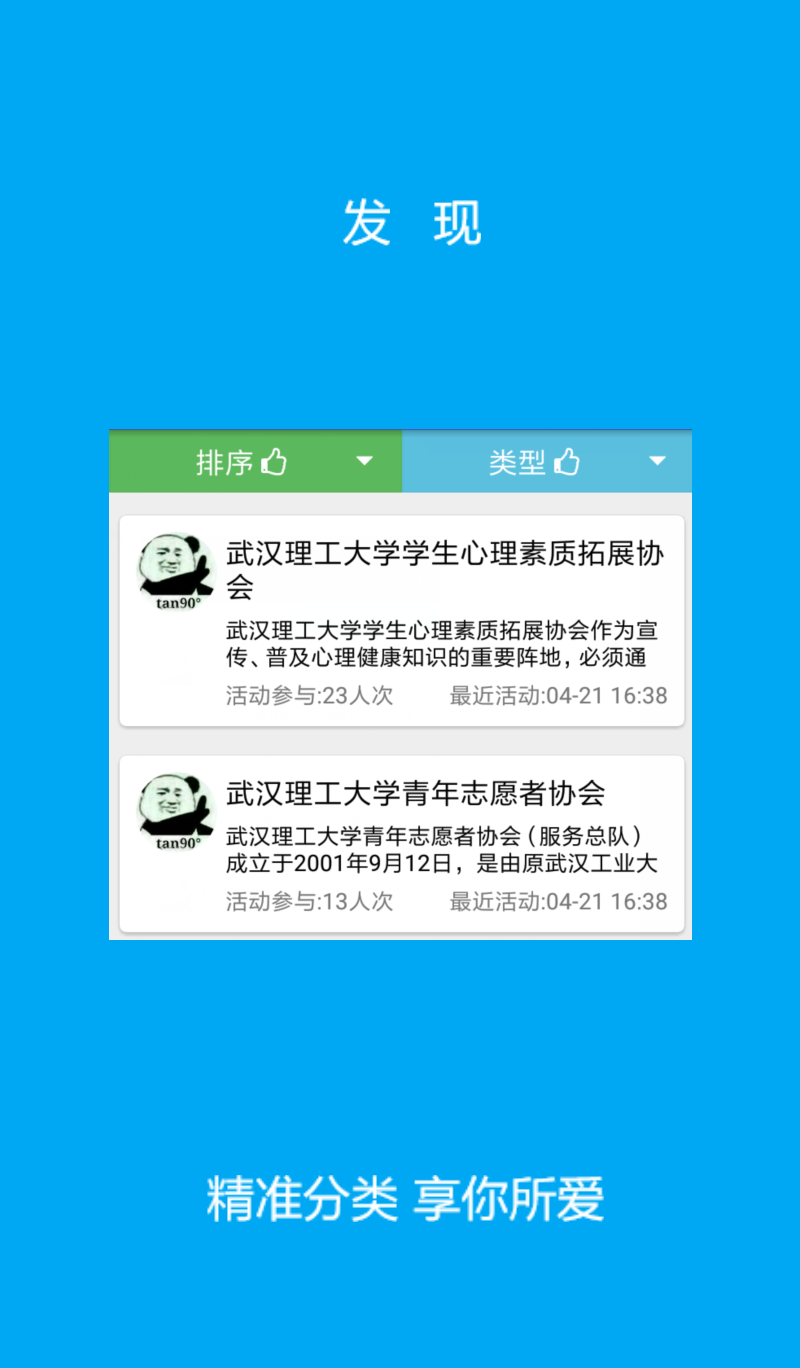 发 现
排序
类型
武汉理工大学学生心理素质拓展协
会
武汉理工大学学生心理素质拓展协会作为宣
传、普及心理健康知识的重要阵地，必须通
活动参与:23人次 最近活动:04-21 16:38
tan90°
武汉理工大学青年志愿者协会
武汉理工大学青年志愿者协会（服务总队）
成立于2001年9月12日，是由原武汉工业大
活动参与:13人次 最近活动:04-21 16:38
tan90°
精准分类 享你所爱